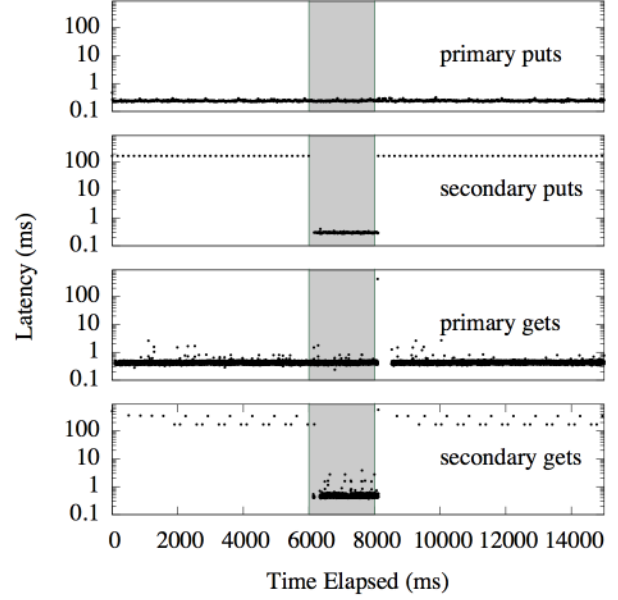 100
10
1
0.1
primary puts
100
10
1
0.1
secondary puts
Latency (ms)
100
10
1
0.1
primary gets
100
10
1
0.1
secondary gets
0 2000 4000 6000 8000 10000 12000 14000
Time Elapsed (ms)